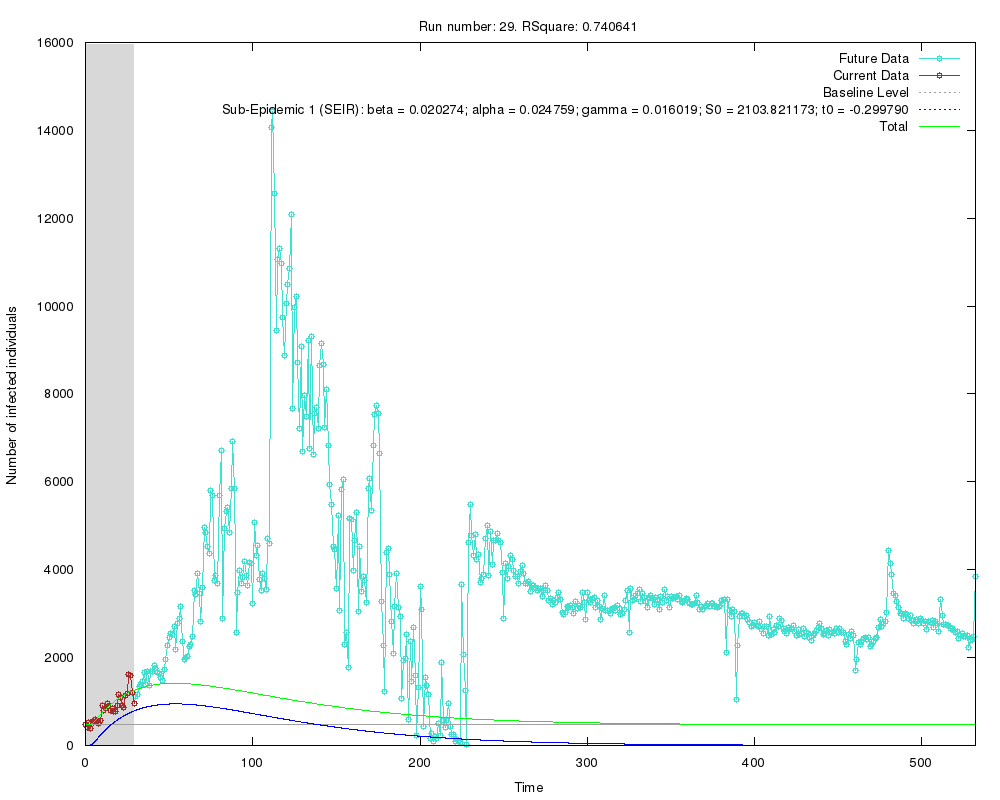 Run number: 29. RSquare: 0.740641
16000
14000
12000
10000
8000
6000
4000
2000
0
Number of infected individuals
Future Data
Current Data
Baseline Level
Sub-Epidemic 1 (SEIR): beta = 0.020274; alpha = 0.024759; gamma = 0.016019; S0 = 2103.821173; t0 = -0.299790
Total
0 100 200 300 400 500
Time